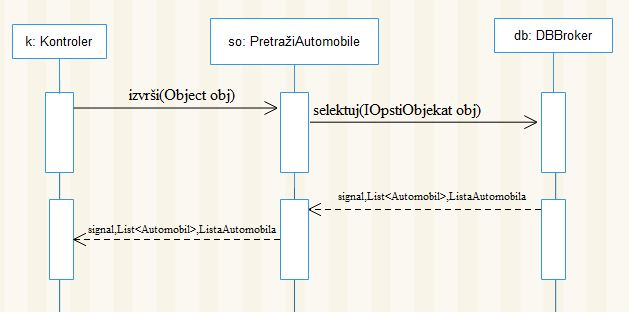 k: Kontroler
so: PretražiAutomobile
db: DBBroker
izvrši(Object obj)
selektuj(IOpstiObjekat obj)
signal,List<Automobil>,ListaAutomobila
signal,List<Automobil>,ListaAutomobila